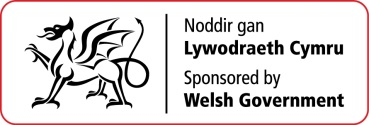 Noddir gan
Lywodraeth Cymru
Sponsored by
Welsh Government